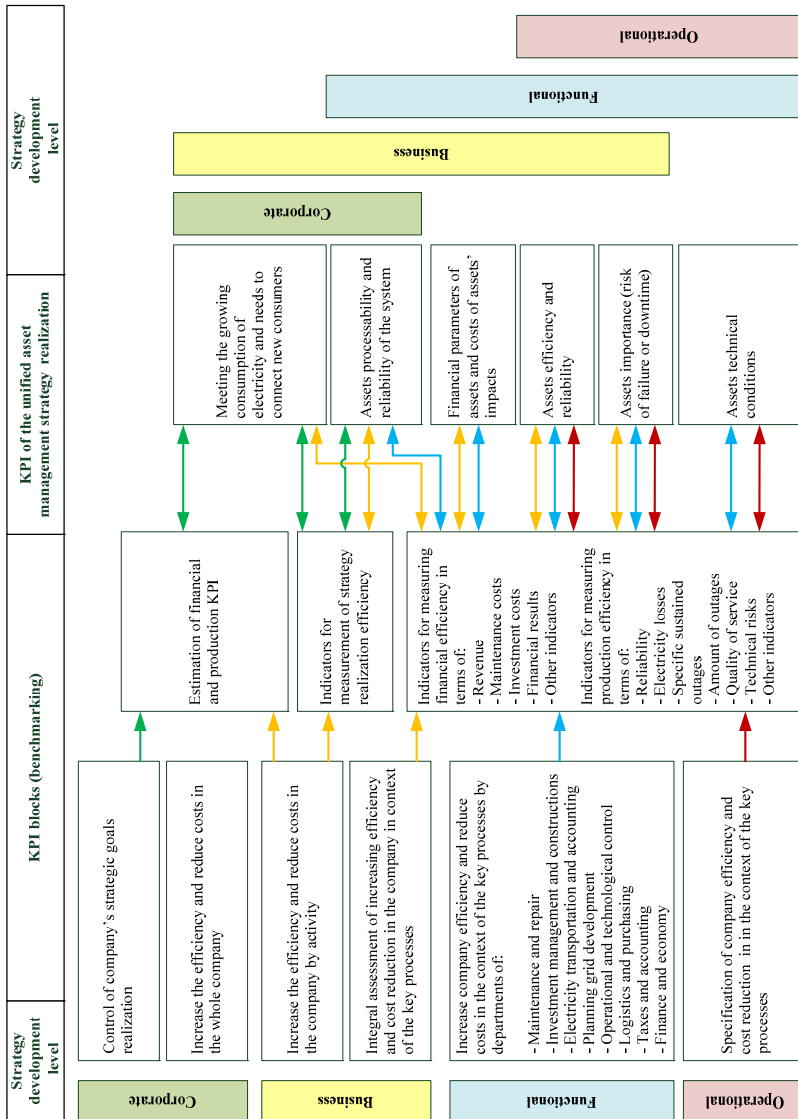 Strategy
development
level
KPI blocks (benchmarking)
KPI of the unified asset
management strategy realization
Strategy
development
level
Corporate
Business
Functional
Operational
Control of company's strategic goals
realization
Increase the efficiency and reduce costs in
the whole company
Increase the efficiency and reduce costs in
the company by activity
Integral assessment of increasing efficiency
and cost reduction in the company in context
of the key processes
Increase company efficiency and reduce
costs in the context of the key processes by
departments of:
- Maintenance and repair
- Investment management and constructions
- Electricity transportation and accounting
- Planning grid development
- Operational and technological control
- Logistics and purchasing
- Taxes and accounting
- Finance and economy
Specification of company efficiency and
cost reduction in in the context of the key
processes
Estimation of financial
and production KPI
Indicators for
measurement of strategy
realization efficiency
Indicators for measuring
financial efficiency in
terms of:
- Revenue
- Maintenance costs
- Investment costs
- Financial results
- Other indicators
Indicators for measuring
production efficiency in
terms of:
- Reliability
- Electricity losses
- Specific sustained
outages
- Amount of outages
- Quality of service
- Technical risks
- Other indicators
Meeting the growing
consumption of
electricity and needs to
connect new consumers
Assets processability and
reliability of the system
Financial parameters of
assets and costs of assets'
impacts
Assets efficiency and
reliability
Assets importance (risk
of failure or downtime)
Assets technical
conditions
Corporate
Business
Functional
Operational